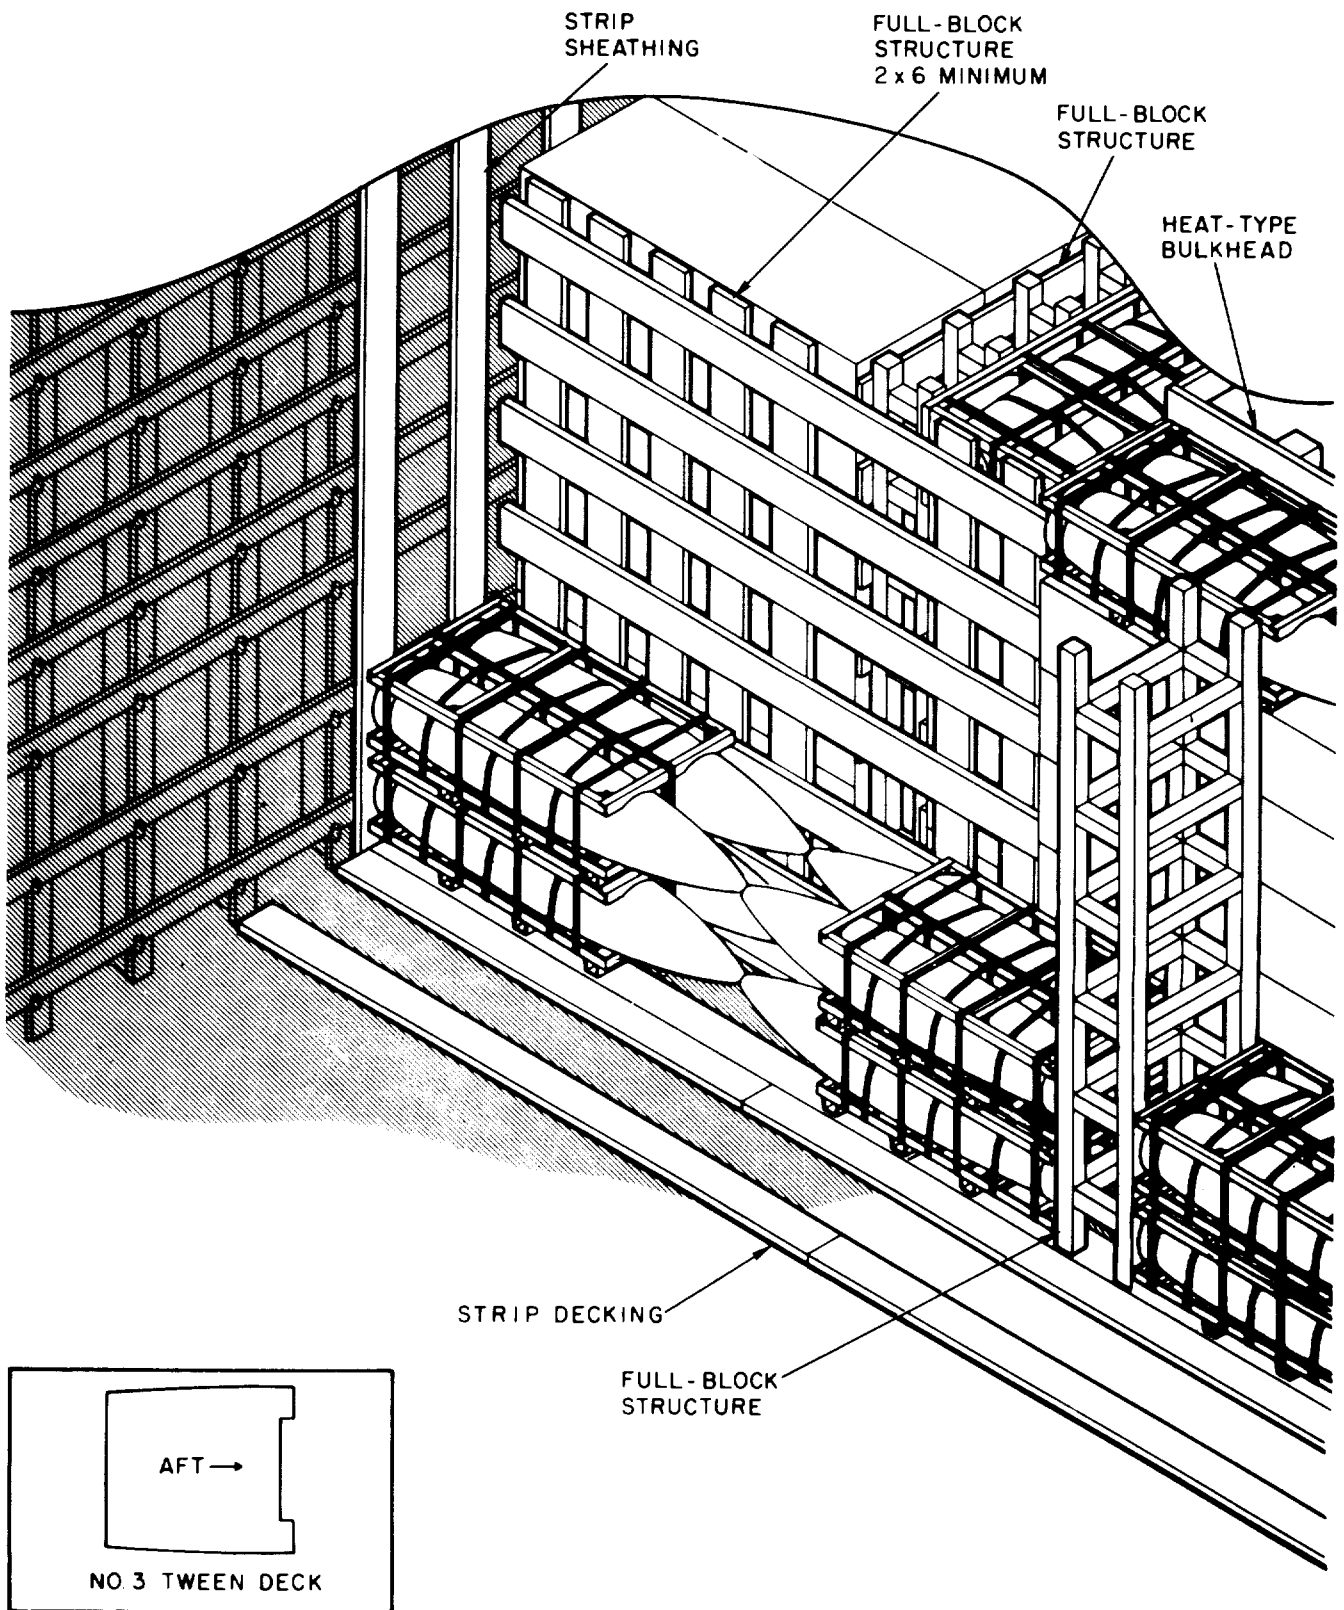 STRIP
SHEATHING
FULL-BLOCK
STRUCTURE
2 x 6 MINIMUM
FULL-BLOCK
STRUCTURE
HEAT-TYPE
BULKHEAD
STRIP DECKING
FULL-BLOCK
STRUCTURE
AFT
NO. 3 TWEEN DECK